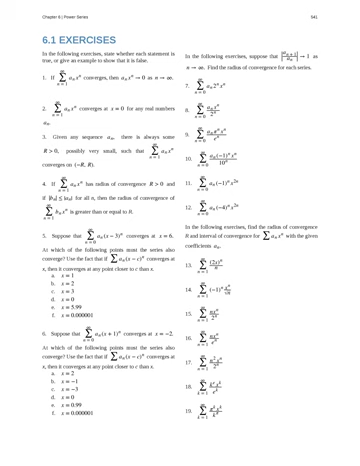 Chapter 6 | Power Series 541
6.1 EXERCISES
In the following exercises, state whether each statement is
true, or give an example to show that it is false.
1. If ∑_{n=1}^{∞} a_n x^n converges, then a_n x^n → 0 as n → ∞.
2. ∑_{n=1}^{∞} a_n x^n converges at x = 0 for any real numbers
a_n.
3. Given any sequence a_n, there is always some
R > 0, possibly very small, such that ∑_{n=1}^{∞} a_n x^n
converges on (−R, R).
4. If ∑_{n=1}^{∞} a_n x^n has radius of convergence R > 0 and
if |b_n| ≤ |a_n| for all n, then the radius of convergence of
∑_{n=1}^{∞} b_n x^n is greater than or equal to R.
5. Suppose that ∑_{n=0}^{∞} a_n(x − 3)^n converges at x = 6.
At which of the following points must the series also
converge? Use the fact that if ∑ a_n(x − c)^n converges at
x, then it converges at any point closer to c than x.
a. x = 1
b. x = 2
c. x = 3
d. x = 0
e. x = 5.99
f. x = 0.000001
6. Suppose that ∑_{n=0}^{∞} a_n(x + 1)^n converges at x = −2.
At which of the following points must the series also
converge? Use the fact that if ∑ a_n(x − c)^n converges at
x, then it converges at any point closer to c than x.
a. x = 2
b. x = −1
c. x = −3
d. x = 0
e. x = 0.99
f. x = 0.000001
In the following exercises, suppose that |a_{n+1}/a_n| → 1 as
n → ∞. Find the radius of convergence for each series.
7. ∑_{n=0}^{∞} a_n 2^n x^n
8. ∑_{n=0}^{∞} a_n x^n / 2^n
9. ∑_{n=0}^{∞} a_n π^n x^n / e^n
10. ∑_{n=0}^{∞} a_n(−1)^n x^n / 10^n
11. ∑_{n=0}^{∞} a_n (−1)^n x^{2n}
12. ∑_{n=0}^{∞} a_n (−4)^n x^{2n}
In the following exercises, find the radius of convergence
R and interval of convergence for ∑ a_n x^n with the given
coefficients a_n.
13. ∑_{n=1}^{∞} (2x)^n / n
14. ∑_{n=1}^{∞} (−1)^n x^n / √n
15. ∑_{n=1}^{∞} nx^n / 2^n
16. ∑_{n=1}^{∞} nx^n / e^n
17. ∑_{n=1}^{∞} n^2 x^n / 2^n
18. ∑_{k=1}^{∞} k^e x^k / e^k
19. ∑_{k=1}^{∞} π^k x^k / k^π